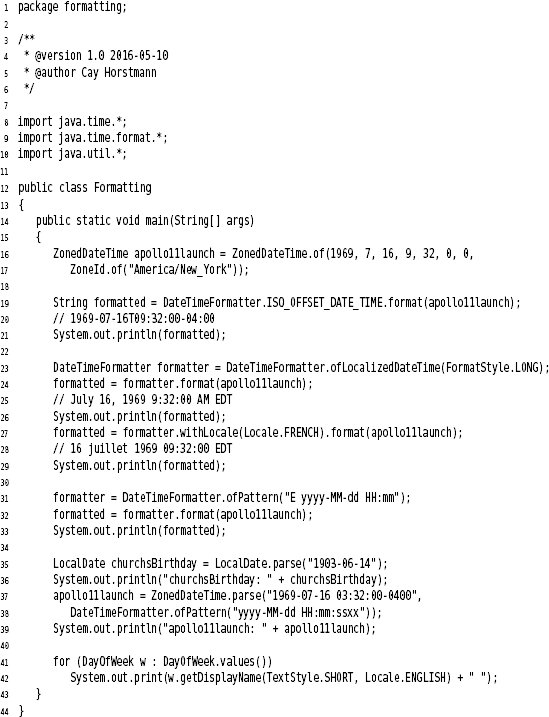 1 package formatting;
2
3 /**
4  * @version 1.0 2016-05-10
5  * @author Cay Horstmann
6  */
7
8 import java.time.*;
9 import java.time.format.*;
10 import java.util.*;
11
12 public class Formatting
13 {
14    public static void main(String[] args)
15    {
16       ZonedDateTime apollo11launch = ZonedDateTime.of(1969, 7, 16, 9, 32, 0, 0,
17          ZoneId.of("America/New_York"));
18
19       String formatted = DateTimeFormatter.ISO_OFFSET_DATE_TIME.format(apollo11launch);
20       // 1969-07-16T09:32:00-04:00
21       System.out.println(formatted);
22
23       DateTimeFormatter formatter = DateTimeFormatter.ofLocalizedDateTime(FormatStyle.LONG);
24       formatted = formatter.format(apollo11launch);
25       // July 16, 1969 9:32:00 AM EDT
26       System.out.println(formatted);
27       formatted = formatter.withLocale(Locale.FRENCH).format(apollo11launch);
28       // 16 juillet 1969 09:32:00 EDT
29       System.out.println(formatted);
30
31       formatter = DateTimeFormatter.ofPattern("E yyyy-MM-dd HH:mm");
32       formatted = formatter.format(apollo11launch);
33       System.out.println(formatted);
34
35       LocalDate churchsBirthday = LocalDate.parse("1903-06-14");
36       System.out.println("churchsBirthday: " + churchsBirthday);
37       apollo11launch = ZonedDateTime.parse("1969-07-16 03:32:00-0400",
38          DateTimeFormatter.ofPattern("yyyy-MM-dd HH:mm:ssxx"));
39       System.out.println("apollo11launch: " + apollo11launch);
40
41       for (DayOfWeek w : DayOfWeek.values())
42          System.out.print(w.getDisplayName(TextStyle.SHORT, Locale.ENGLISH) + " ");
43    }
44 }